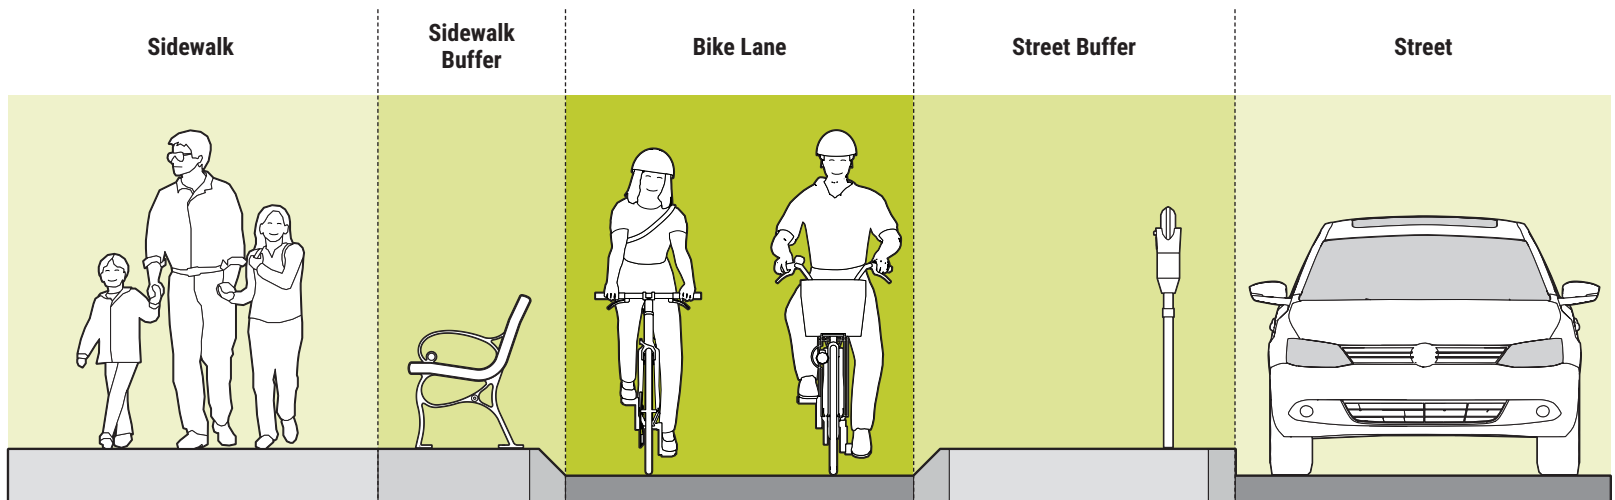 Sidewalk
Sidewalk
Buffer
Bike Lane
Street Buffer
Street